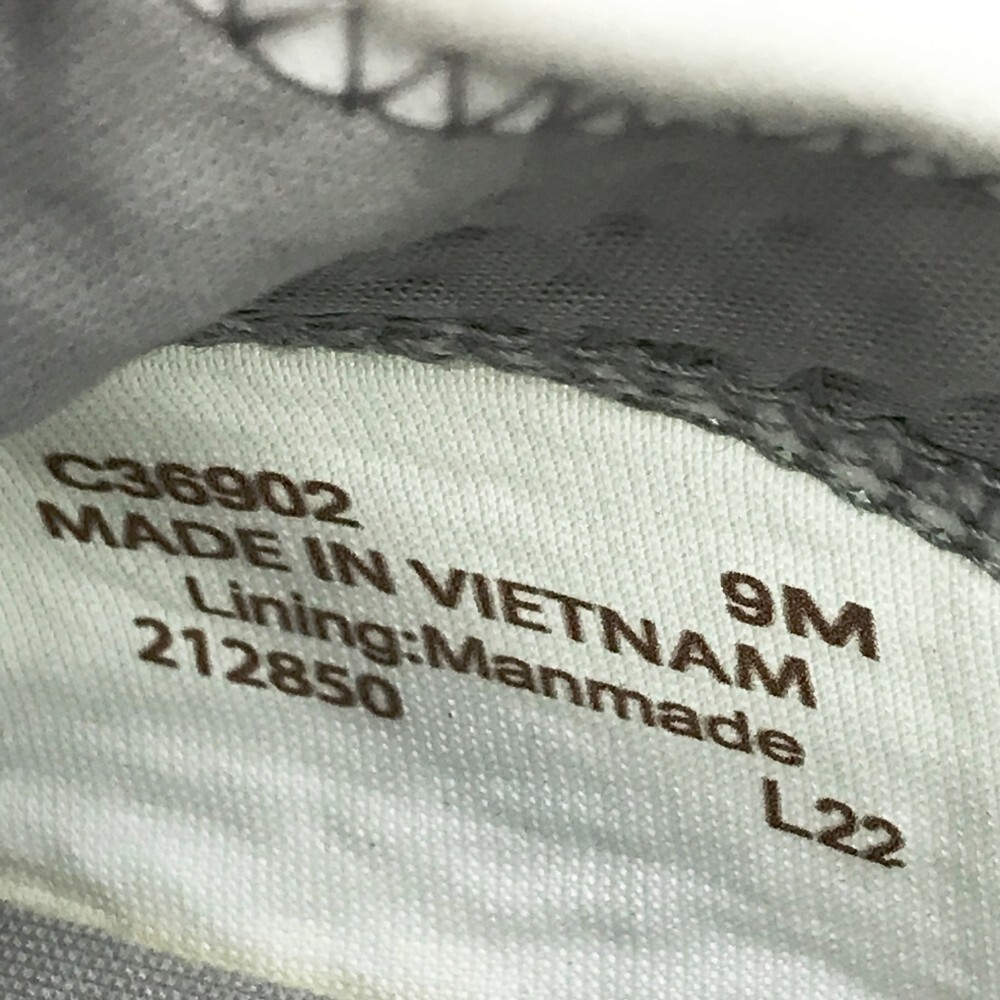 C36902 9M
MADE IN VIETNAM
Lining:Manmade
212850 L22